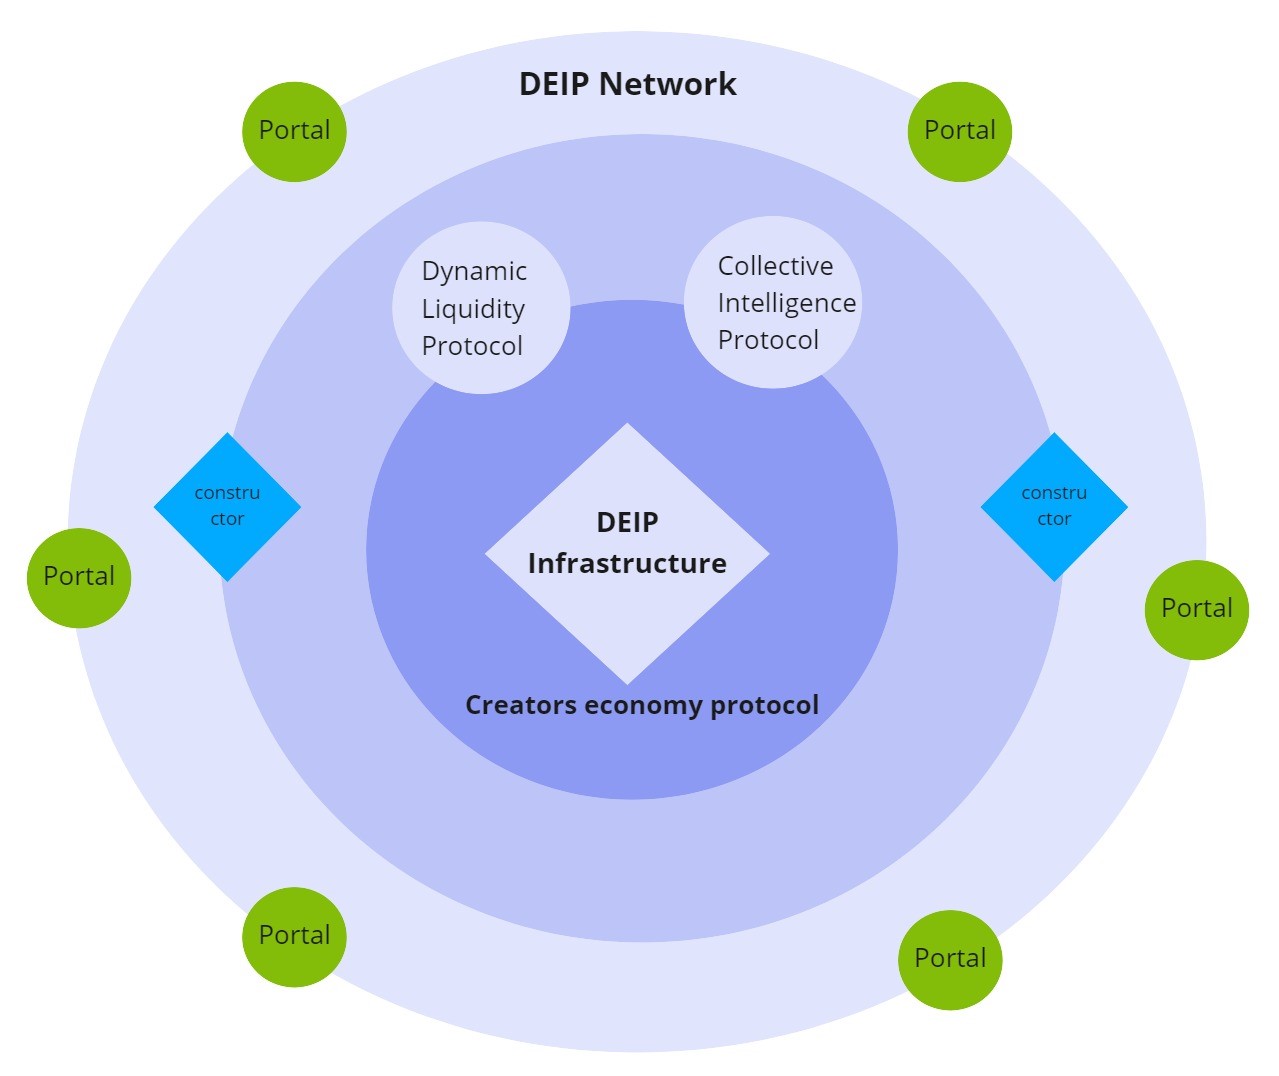 DEIP Network
Portal
Portal
Dynamic
Liquidity
Protocol
Collective
Intelligence
Protocol
constru
ctor
DEIP
Infrastructure
constru
ctor
Portal
Portal
Creators economy protocol
Portal
Portal